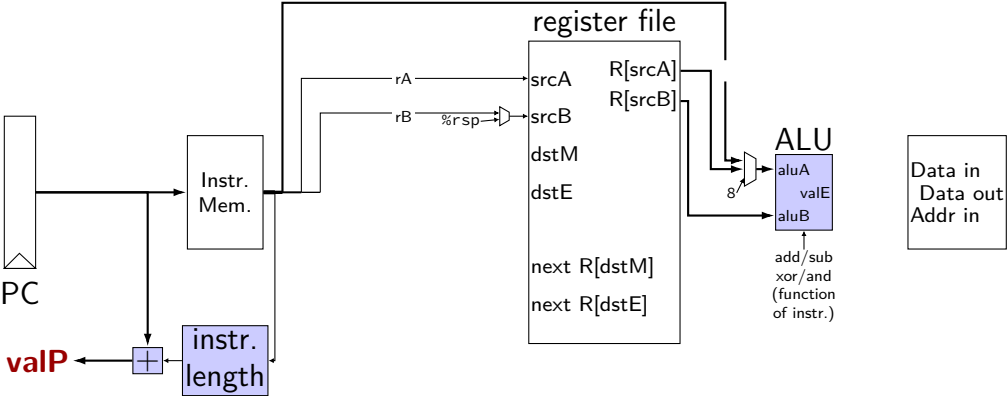 register file
rA
srcA
R[srcA]
R[srcB]
rB
%rsp
srcB
ALU
dstM
Instr.
Mem.
dstE
aluA
valE
aluB
8
Data in
Data out
Addr in
add/sub
xor/and
(function
of instr.)
next R[dstM]
next R[dstE]
PC
instr.
length
+
valP